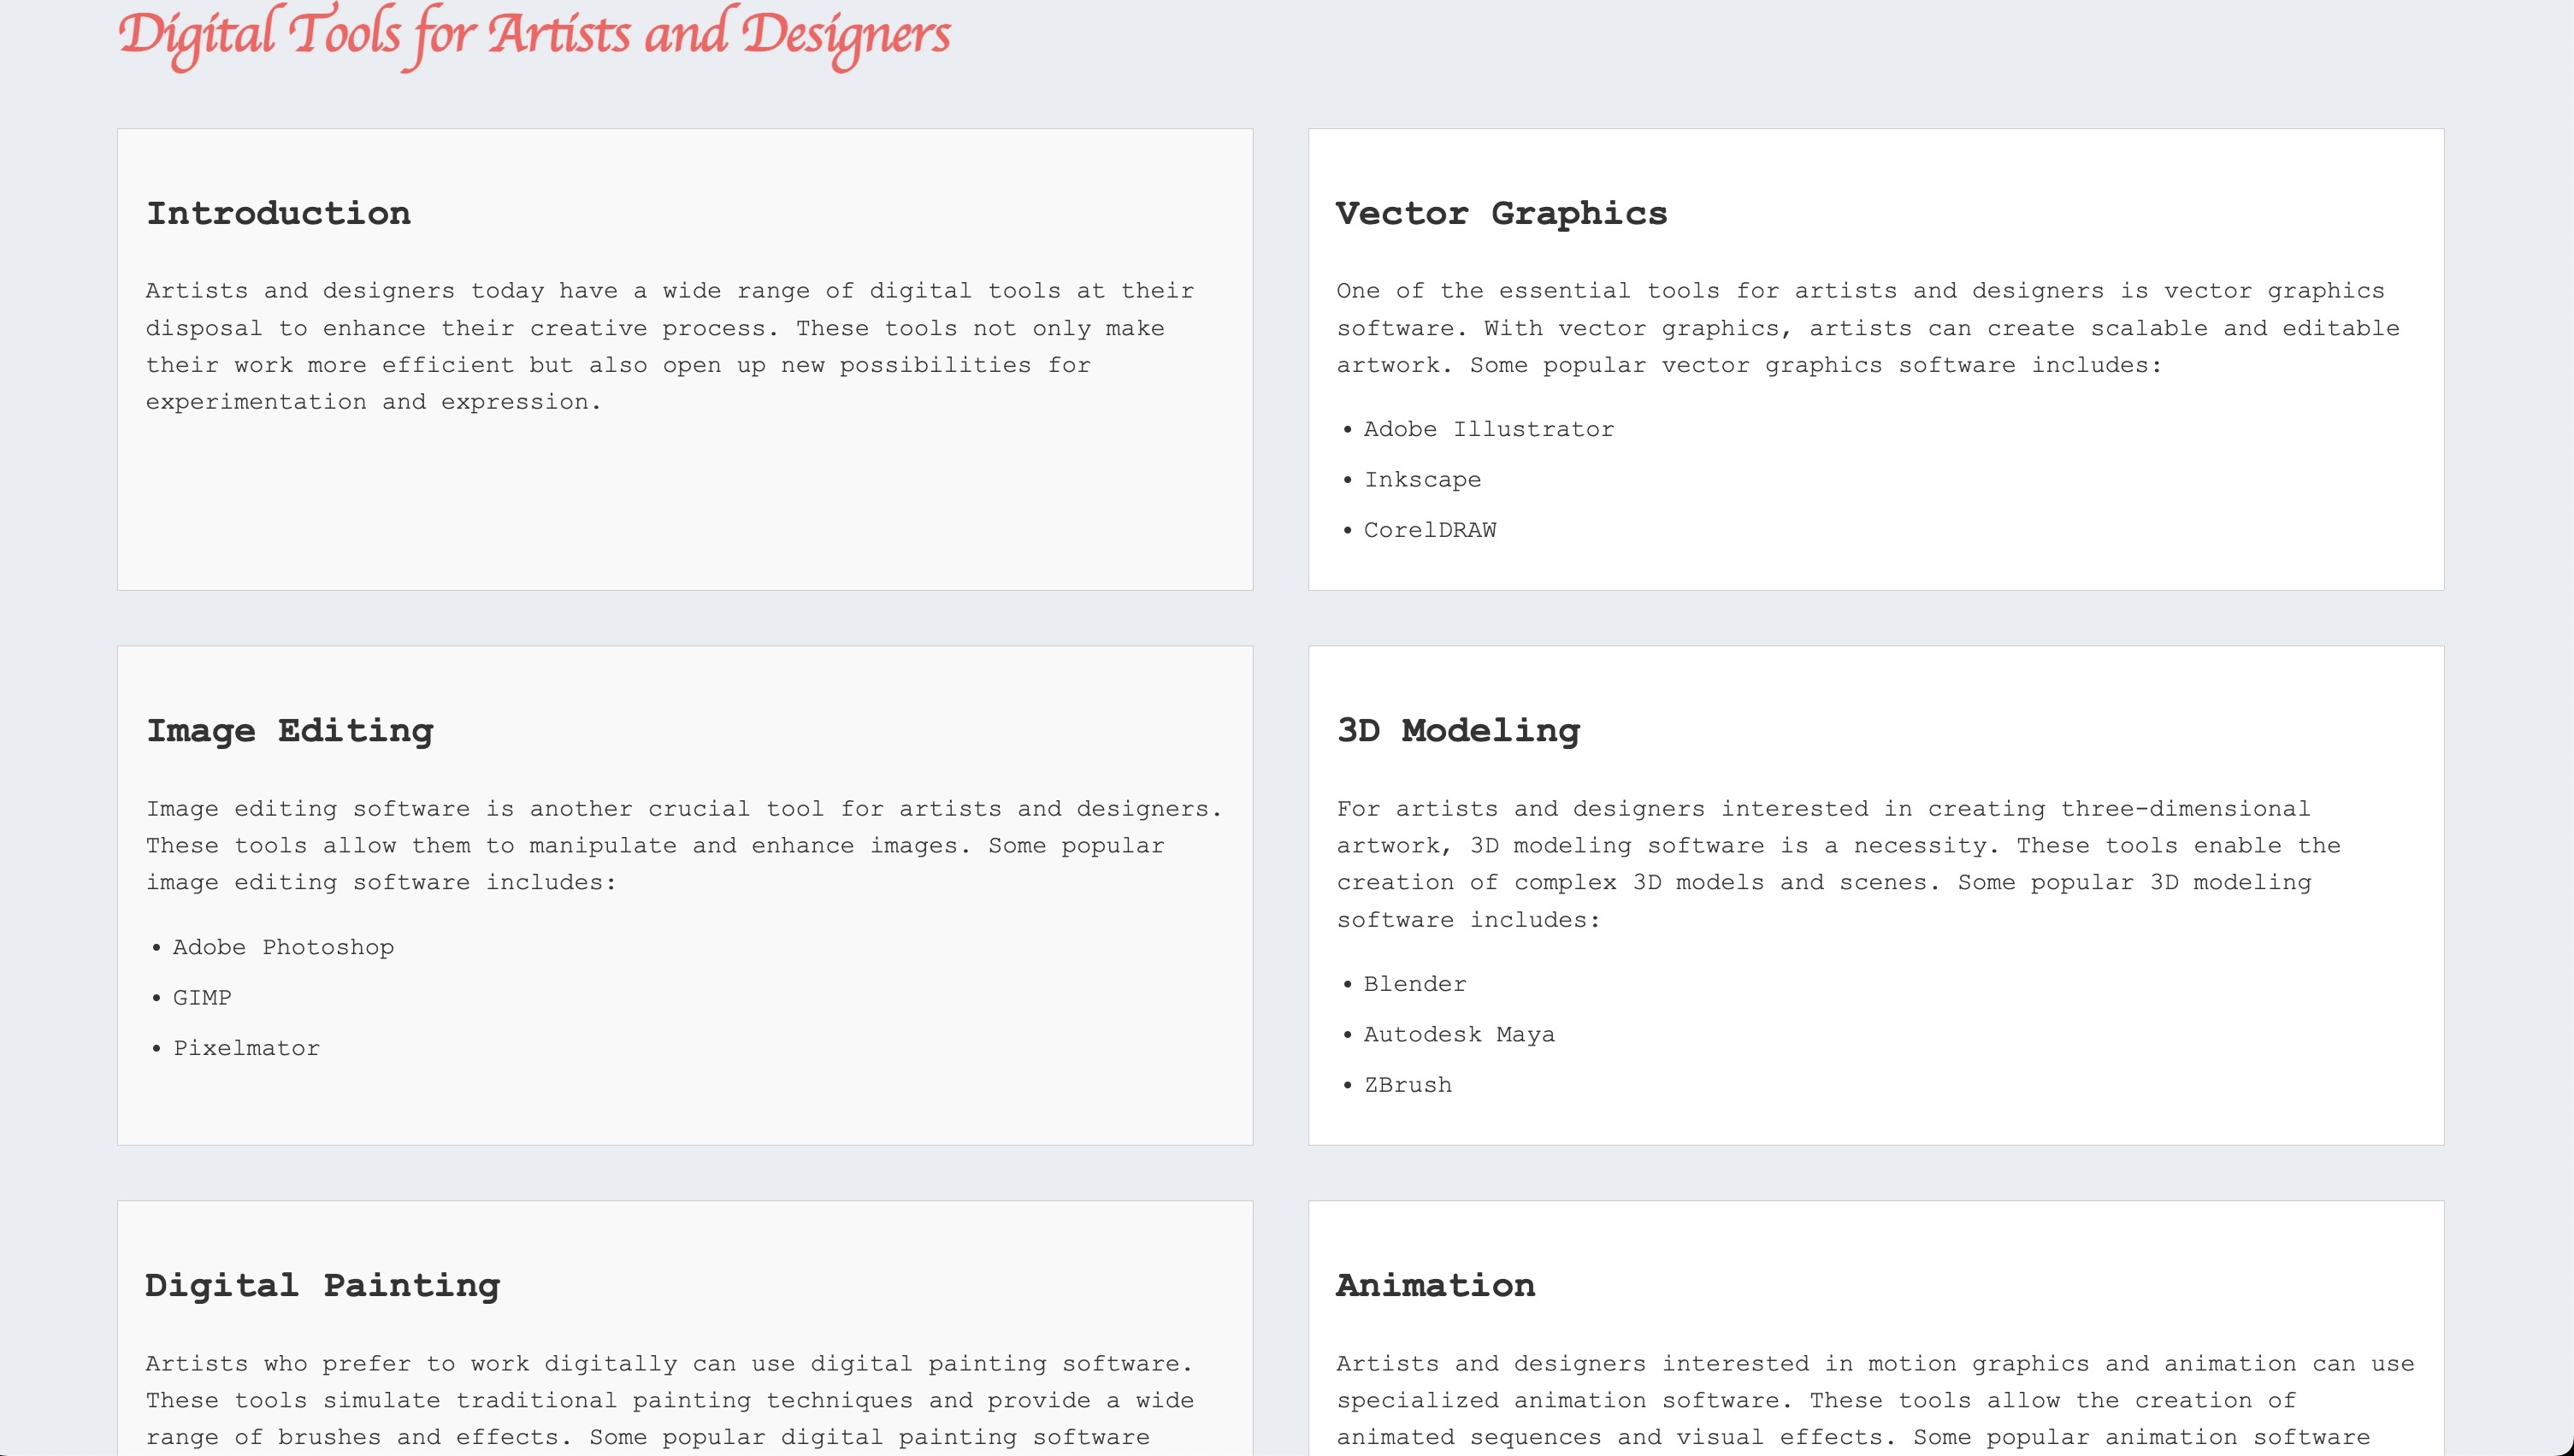 Digital Tools for Artists and Designers
Introduction
Artists and designers today have a wide range of digital tools at their
disposal to enhance their creative process. These tools not only make
their work more efficient but also open up new possibilities for
experimentation and expression.
Vector Graphics
One of the essential tools for artists and designers is vector graphics
software. With vector graphics, artists can create scalable and editable
artwork. Some popular vector graphics software includes:
• Adobe Illustrator
• Inkscape
• CorelDRAW
Image Editing
Image editing software is another crucial tool for artists and designers.
These tools allow them to manipulate and enhance images. Some popular
image editing software includes:
• Adobe Photoshop
• GIMP
• Pixelmator
3D Modeling
For artists and designers interested in creating three-dimensional
artwork, 3D modeling software is a necessity. These tools enable the
creation of complex 3D models and scenes. Some popular 3D modeling
software includes:
• Blender
• Autodesk Maya
• ZBrush
Digital Painting
Artists who prefer to work digitally can use digital painting software.
These tools simulate traditional painting techniques and provide a wide
range of brushes and effects. Some popular digital painting software
Animation
Artists and designers interested in motion graphics and animation can use
specialized animation software. These tools allow the creation of
animated sequences and visual effects. Some popular animation software